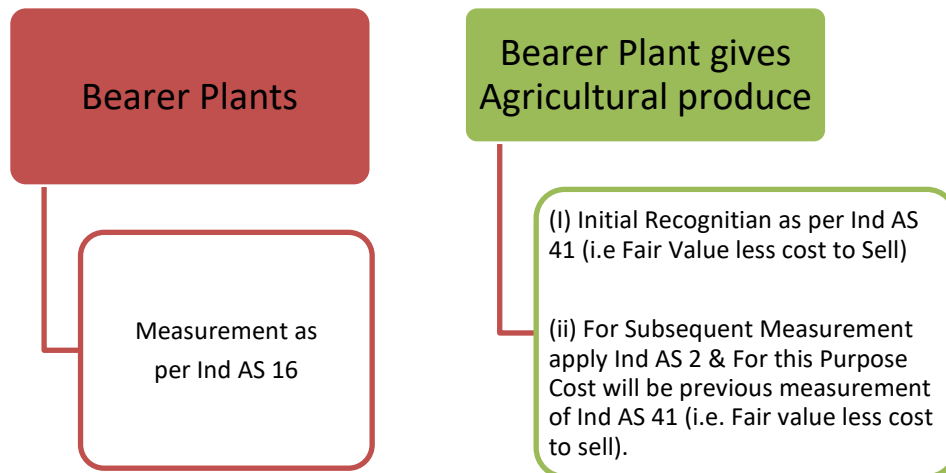 Bearer Plants
Measurement as
per Ind AS 16
Bearer Plant gives
Agricultural produce
(I) Initial Recognitian as per Ind AS
41 (i.e Fair Value less cost to Sell)
(ii) For Subsequent Measurement
apply Ind AS 2 & For this Purpose
Cost will be previous measurement
of Ind AS 41 (i.e. Fair value less cost
to sell).